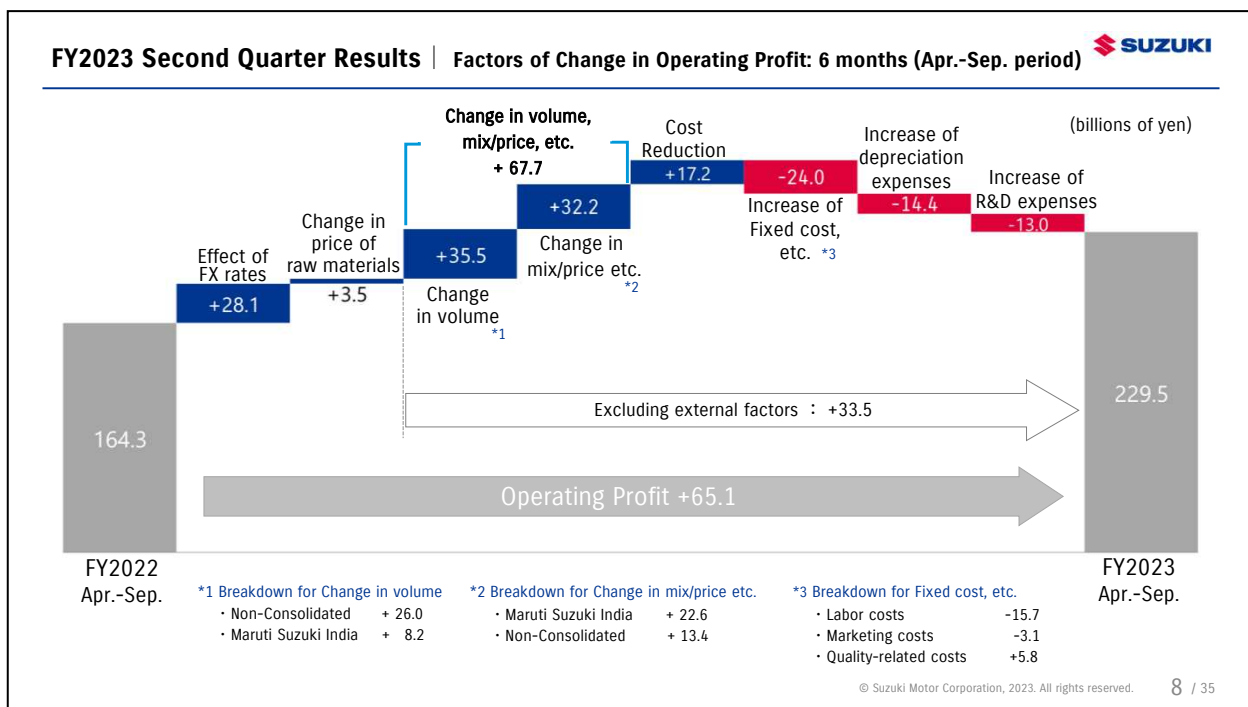 FY2023 Second Quarter Results | Factors of Change in Operating Profit: 6 months (Apr.-Sep. period)
SUZUKI
(billions of yen)
Change in volume,
mix/price, etc.
+ 67.7
164.3
FY2022
Apr.-Sep.
Effect of
FX rates
+28.1
Change in
price of
raw materials
+3.5
+35.5
Change
in volume
*1
+32.2
Change in
mix/price etc.
*2
Cost
Reduction
+17.2
-24.0
Increase of
Fixed cost,
etc. *3
Increase of
depreciation
expenses
-14.4
Increase of
R&D expenses
-13.0
229.5
FY2023
Apr.-Sep.
Excluding external factors : +33.5
Operating Profit +65.1
*1 Breakdown for Change in volume
・Non-Consolidated + 26.0
・Maruti Suzuki India + 8.2
*2 Breakdown for Change in mix/price etc.
・Maruti Suzuki India + 22.6
・Non-Consolidated + 13.4
*3 Breakdown for Fixed cost, etc.
・Labor costs -15.7
・Marketing costs -3.1
・Quality-related costs +5.8
© Suzuki Motor Corporation, 2023. All rights reserved.
8 / 35